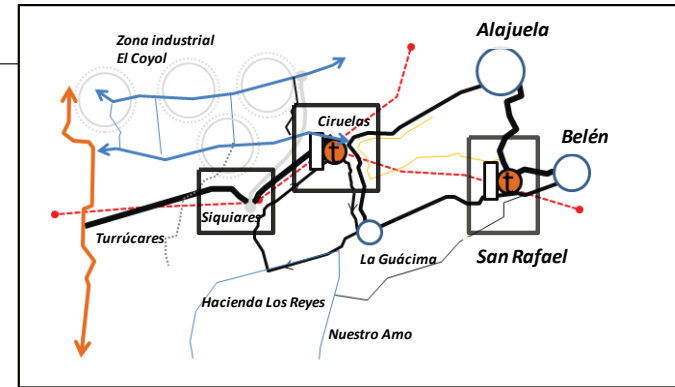 Zona industrial
El Coyol
Alajuela
Ciruelas
Belén
Siquiares
Turrúcares
La Guácima
San Rafael
Hacienda Los Reyes
Nuestro Amo